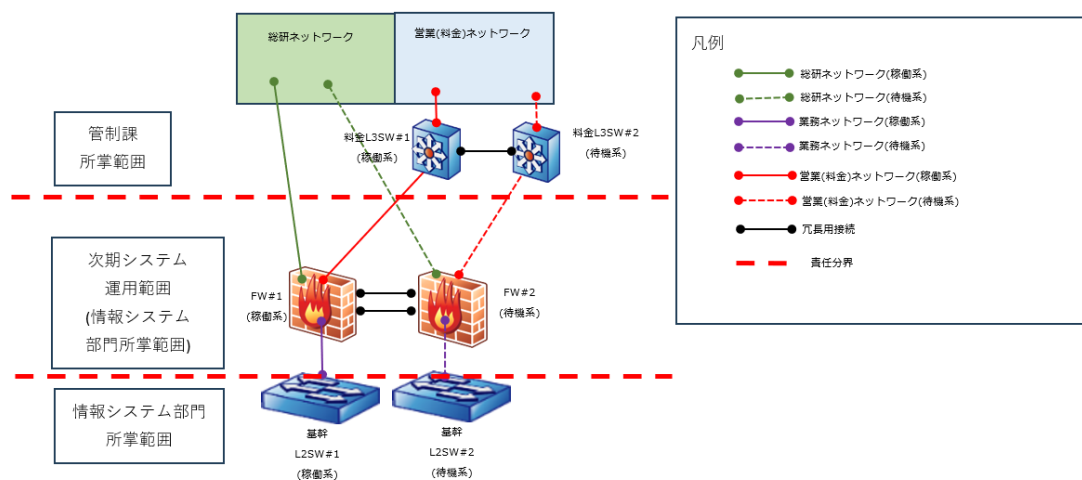 総研ネットワーク
営業(料金)ネットワーク
管制課
所掌範囲
料金L3SW#1
(稼働系)
料金L3SW#2
(待機系)
次期システム
運用範囲
(情報システム
部門所掌範囲)
FW#1
(稼働系)
FW#2
(待機系)
情報システム部門
所掌範囲
基幹
L2SW#1
(稼働系)
基幹
L2SW#2
(待機系)
凡例
総研ネットワーク(稼働系)
総研ネットワーク(待機系)
業務ネットワーク(稼働系)
業務ネットワーク(待機系)
営業(料金)ネットワーク(稼働系)
営業(料金)ネットワーク(待機系)
冗長用接続
責任分界